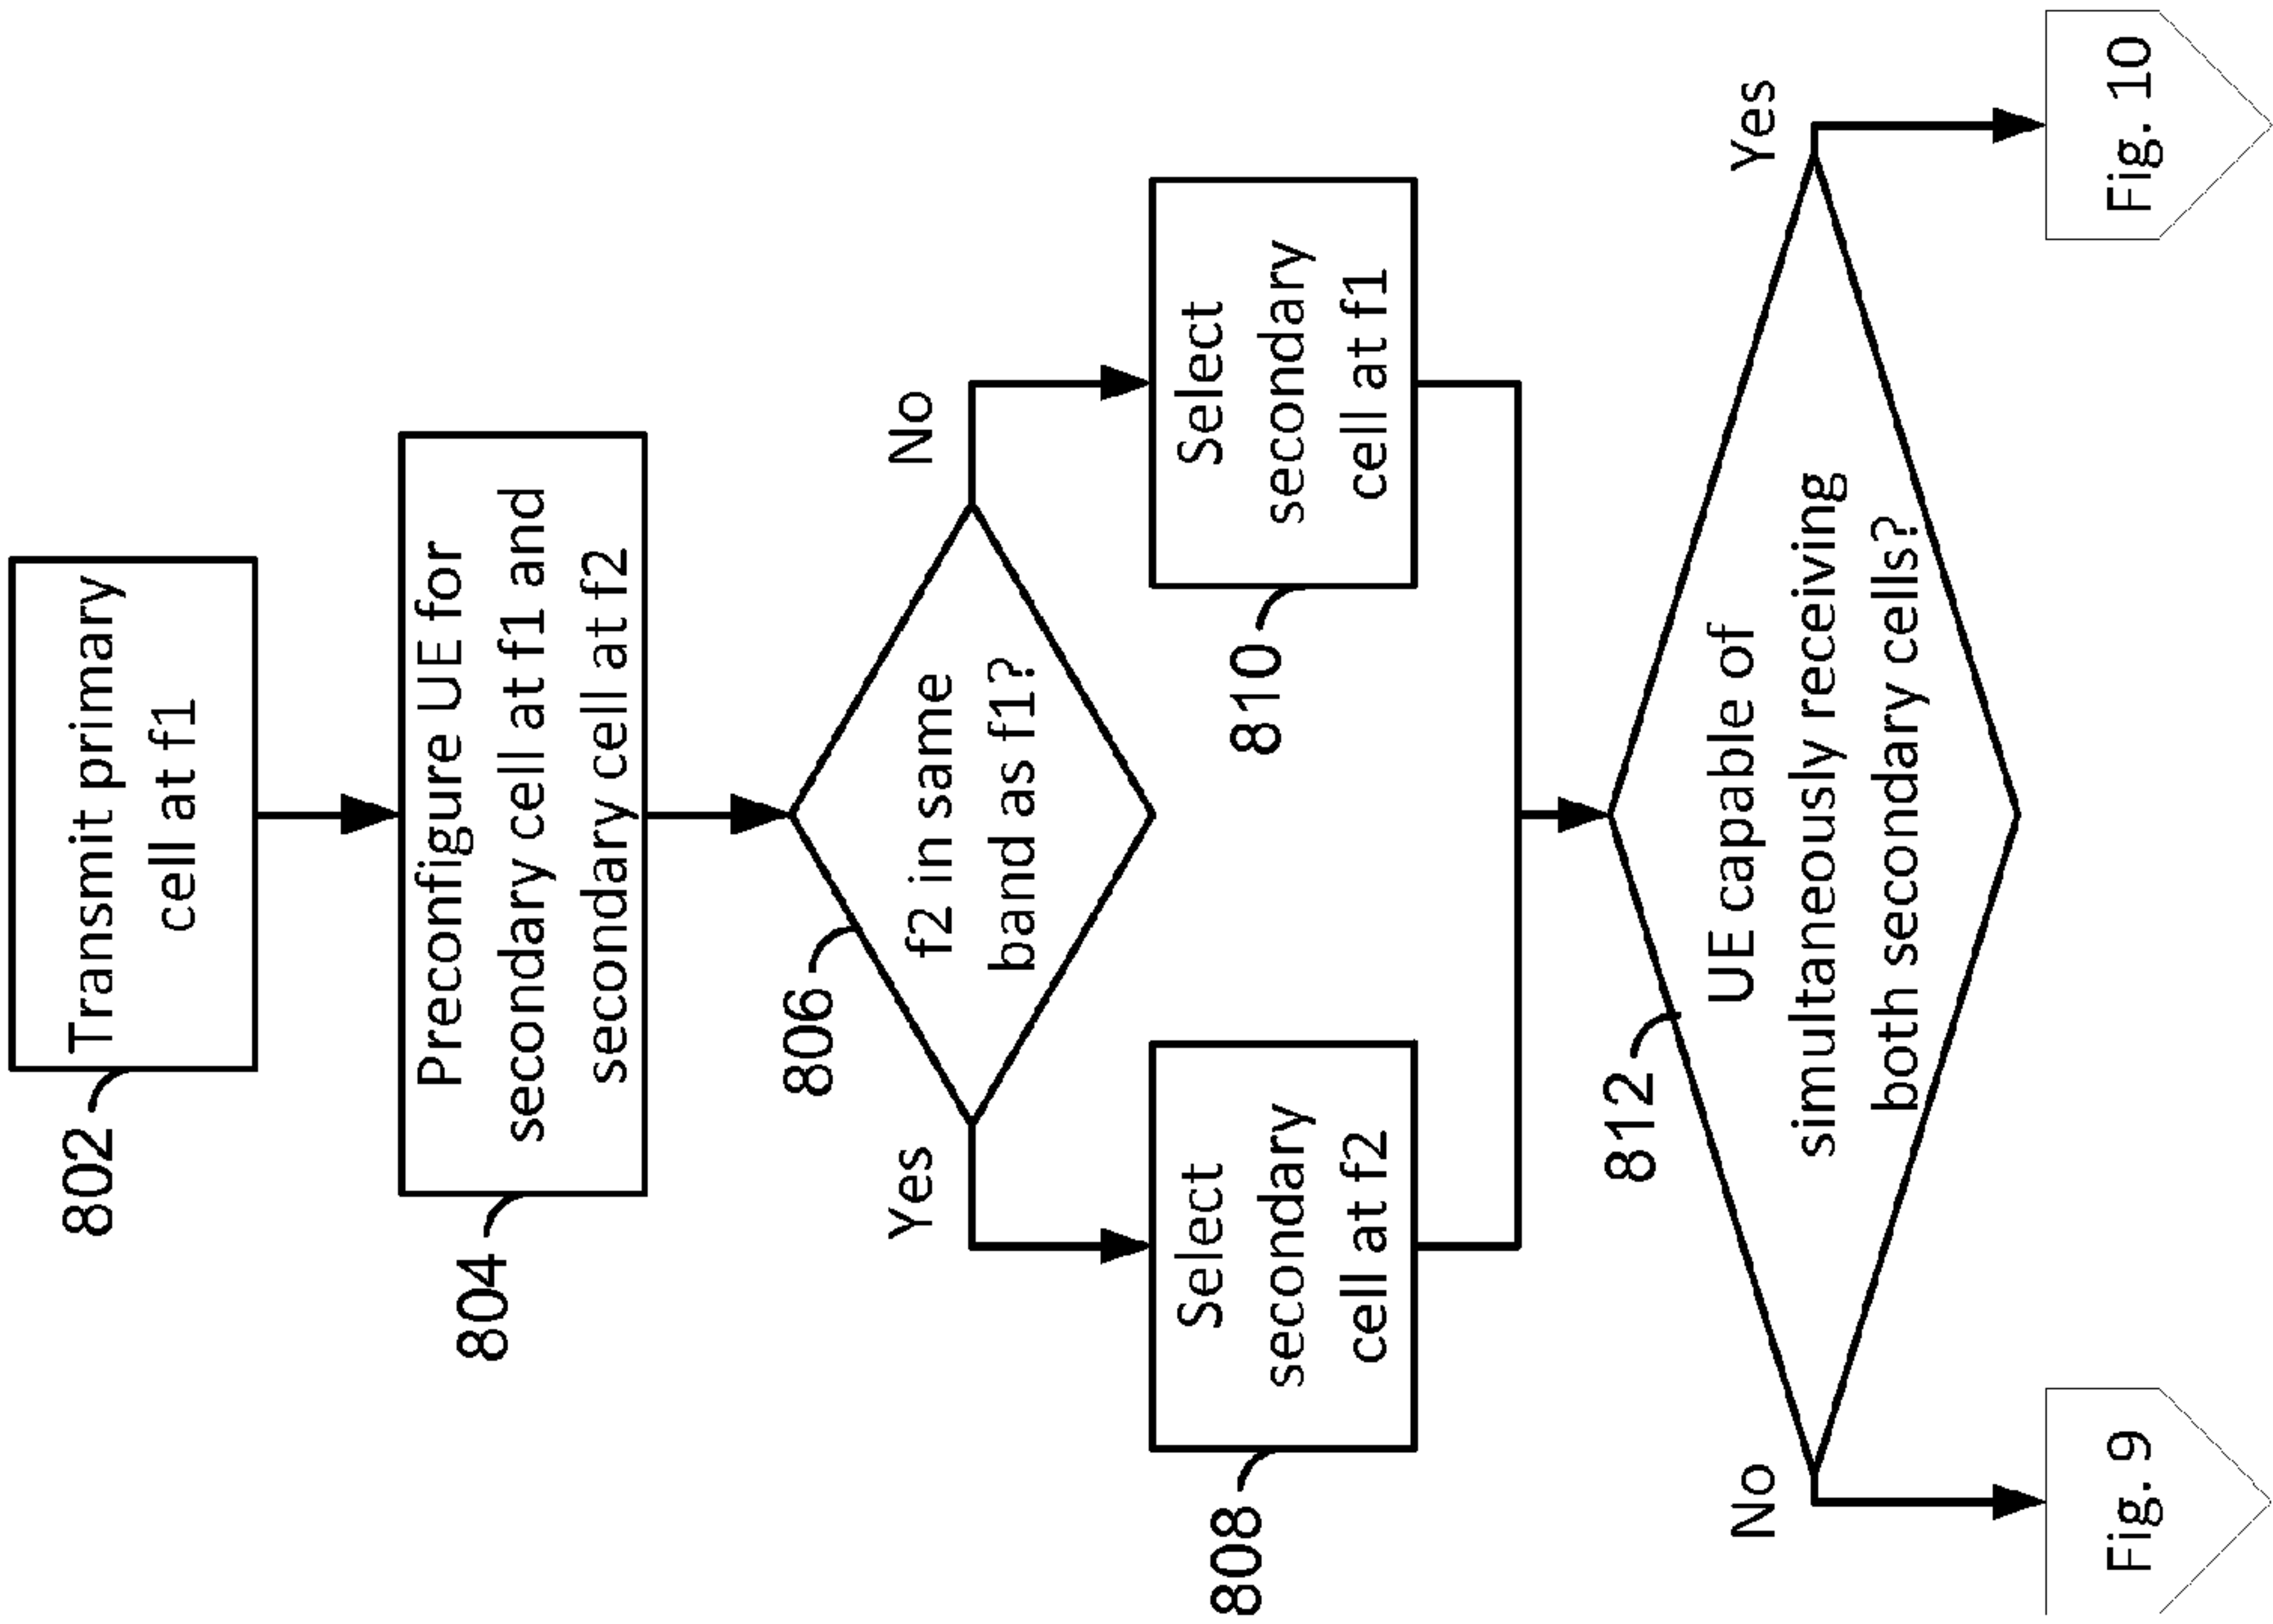 802
Transmit primary
cell at f1
804
Preconfigure UE for
secondary cell at f1 and
secondary cell at f2
806
f2 in same
band as f1?
Yes
No
808
Select
secondary
cell at f2
810
Select
secondary
cell at f1
812
UE capable of
simultaneously receiving
both secondary cells?
No
Yes
Fig. 9
Fig. 10